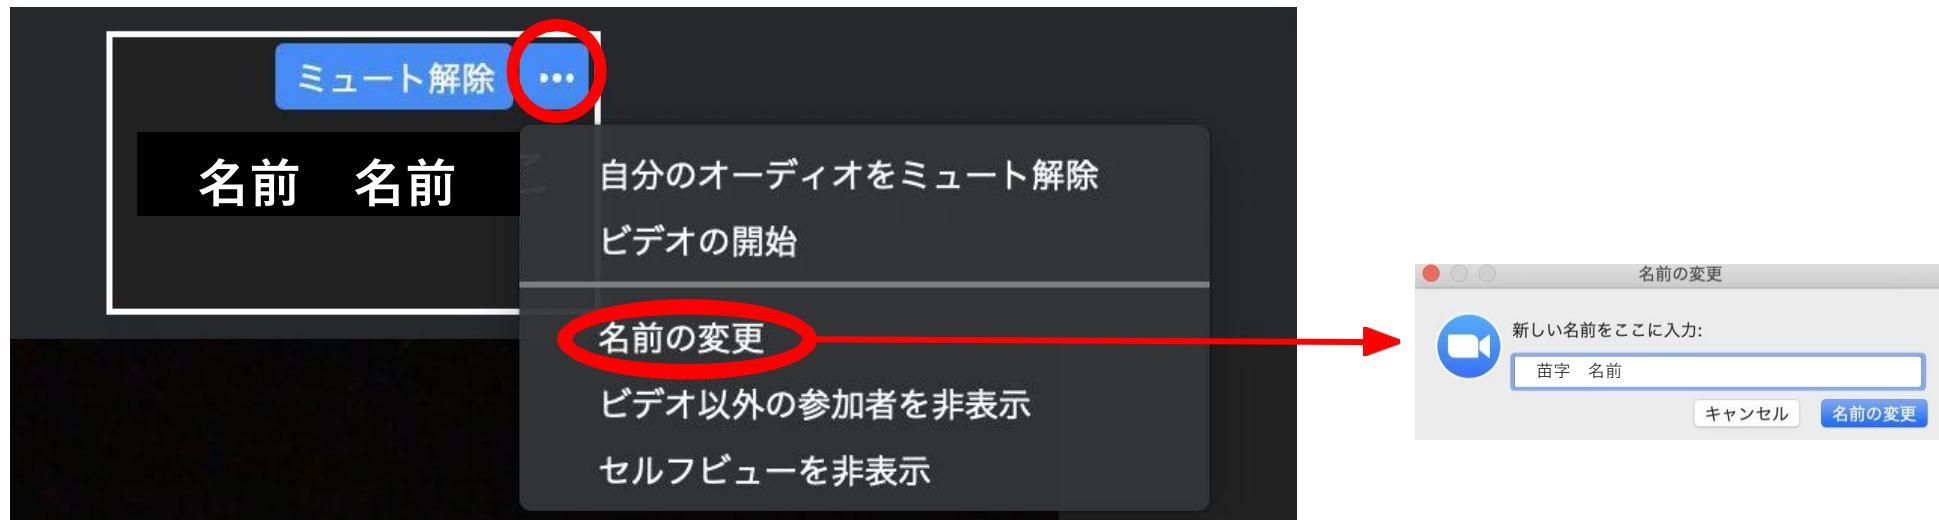 ミュート解除 •••
名前　名前
自分のオーディオをミュート解除
ビデオの開始
名前の変更
ビデオ以外の参加者を非表示
セルフビューを非表示
名前の変更
新しい名前をここに入力:
苗字　名前
キャンセル 名前の変更